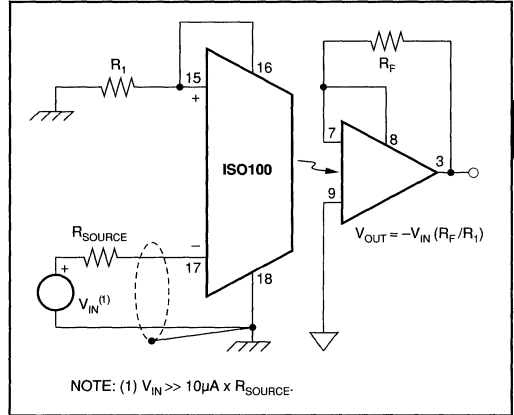 R1
15
16
+
ISO100
RF
7
8
3
9
VOUT = –VIN (RF/R1)
RSOURCE
–
17
18
+
VIN(1)
NOTE: (1) VIN >> 10µA x RSOURCE.